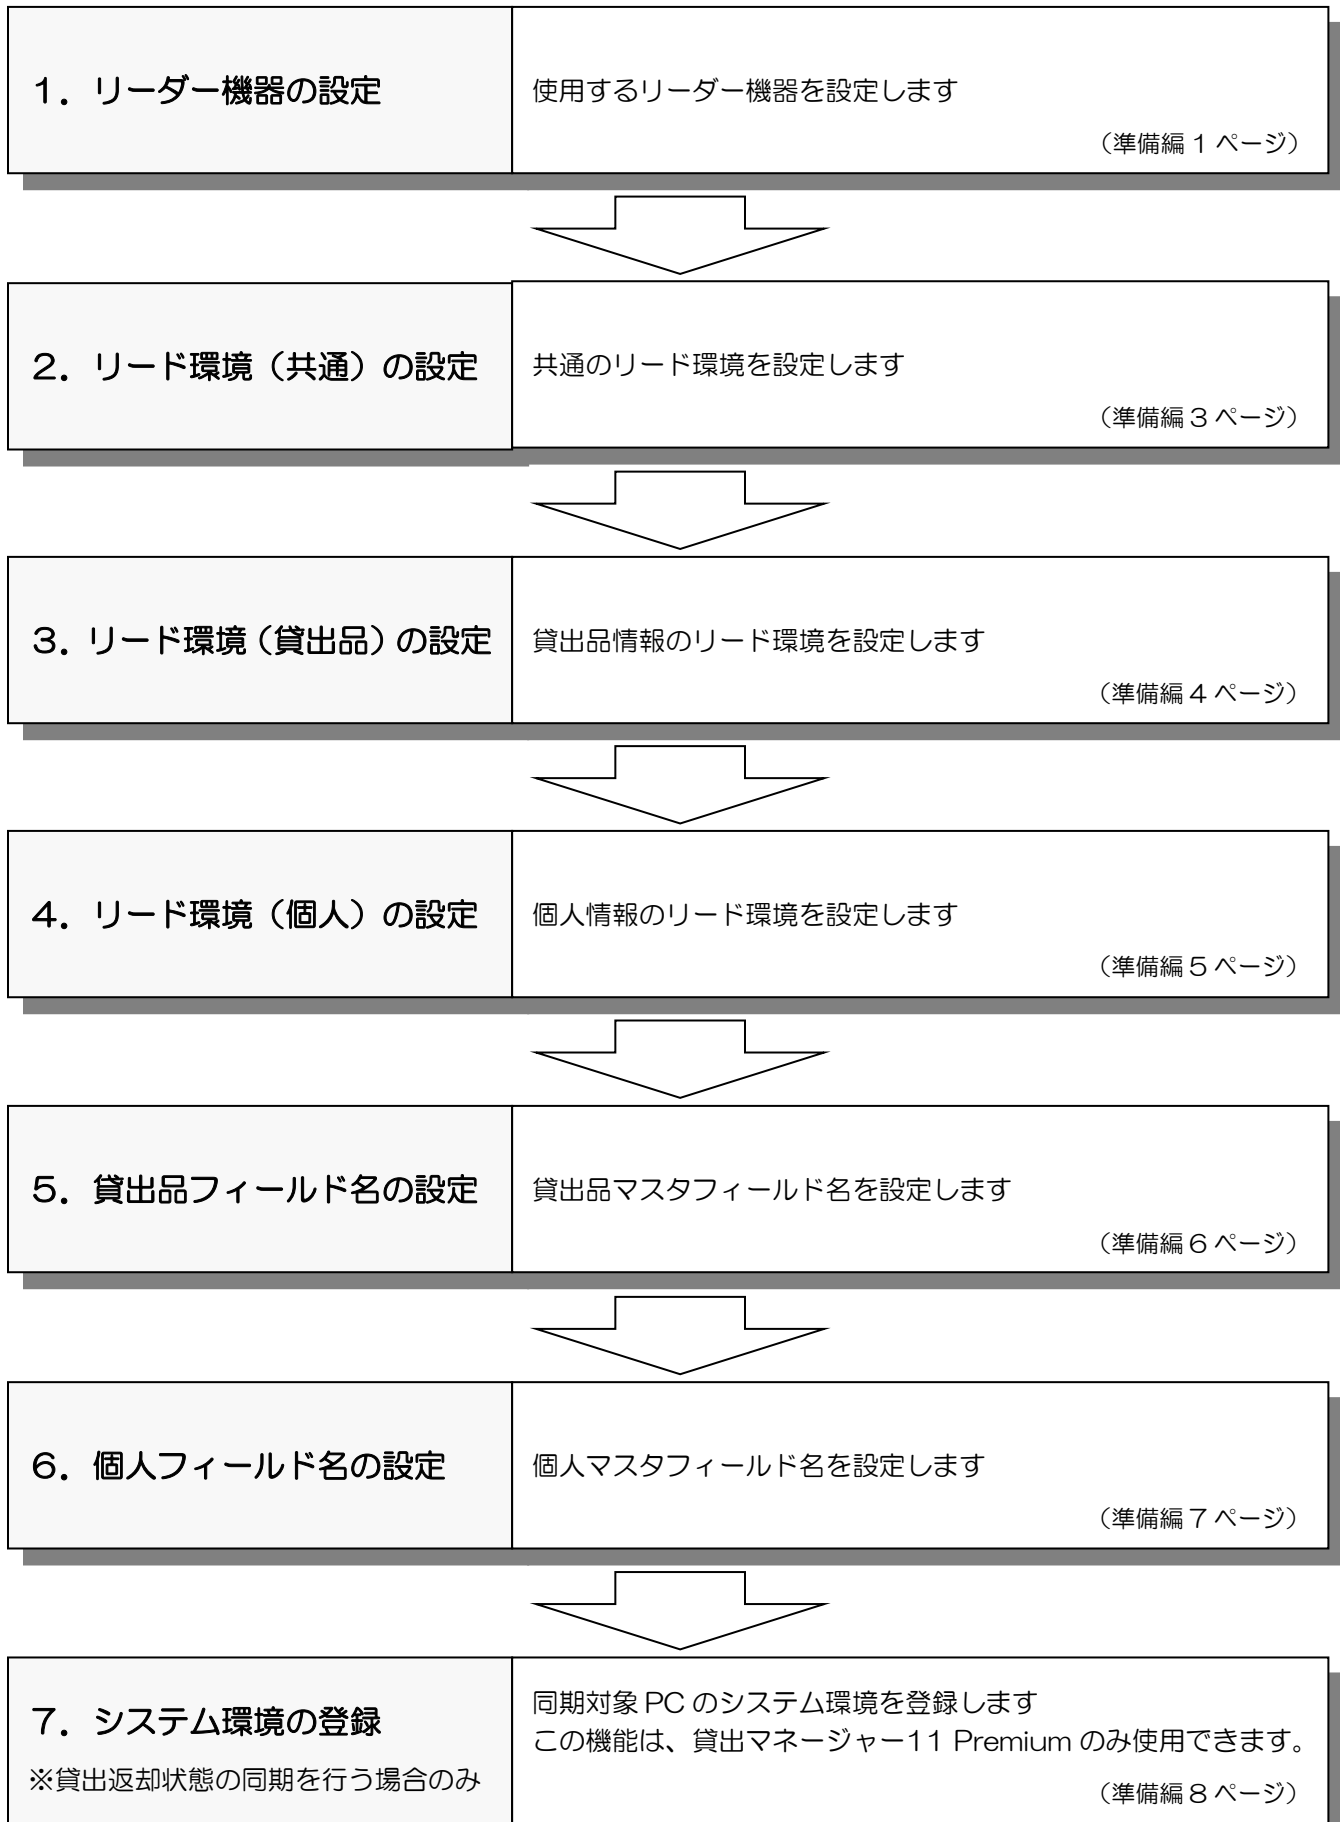 １．リーダー機器の設定
使用するリーダー機器を設定します
（準備編 1 ページ）
２．リード環境（共通）の設定
共通のリード環境を設定します
（準備編 3 ページ）
３．リード環境（貸出品）の設定
貸出品情報のリード環境を設定します
（準備編 4 ページ）
４．リード環境（個人）の設定
個人情報のリード環境を設定します
（準備編 5 ページ）
５．貸出品フィールド名の設定
貸出品マスタフィールド名を設定します
（準備編 6 ページ）
６．個人フィールド名の設定
個人マスタフィールド名を設定します
（準備編 7 ページ）
７．システム環境の登録
※貸出返却状態の同期を行う場合のみ
同期対象 PC のシステム環境を登録します
この機能は、貸出マネージャー11 Premium のみ使用できます。
（準備編 8 ページ）